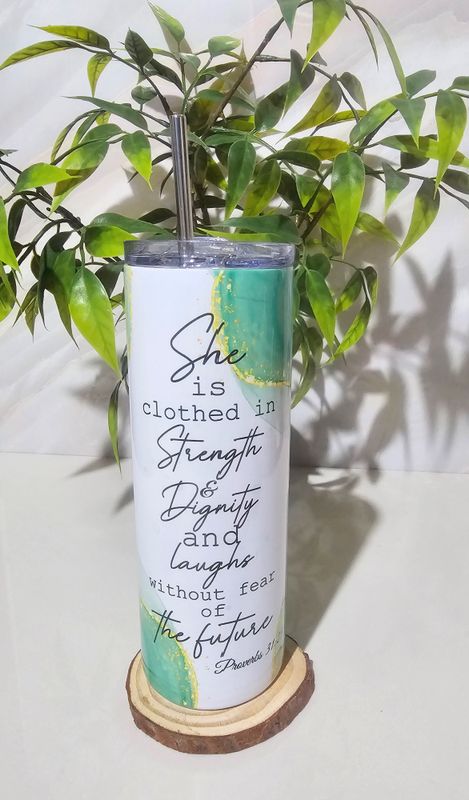 She
is
clothed in
Strength
&
Dignity
and
laughs
without fear
of
the future
Proverbs 31: